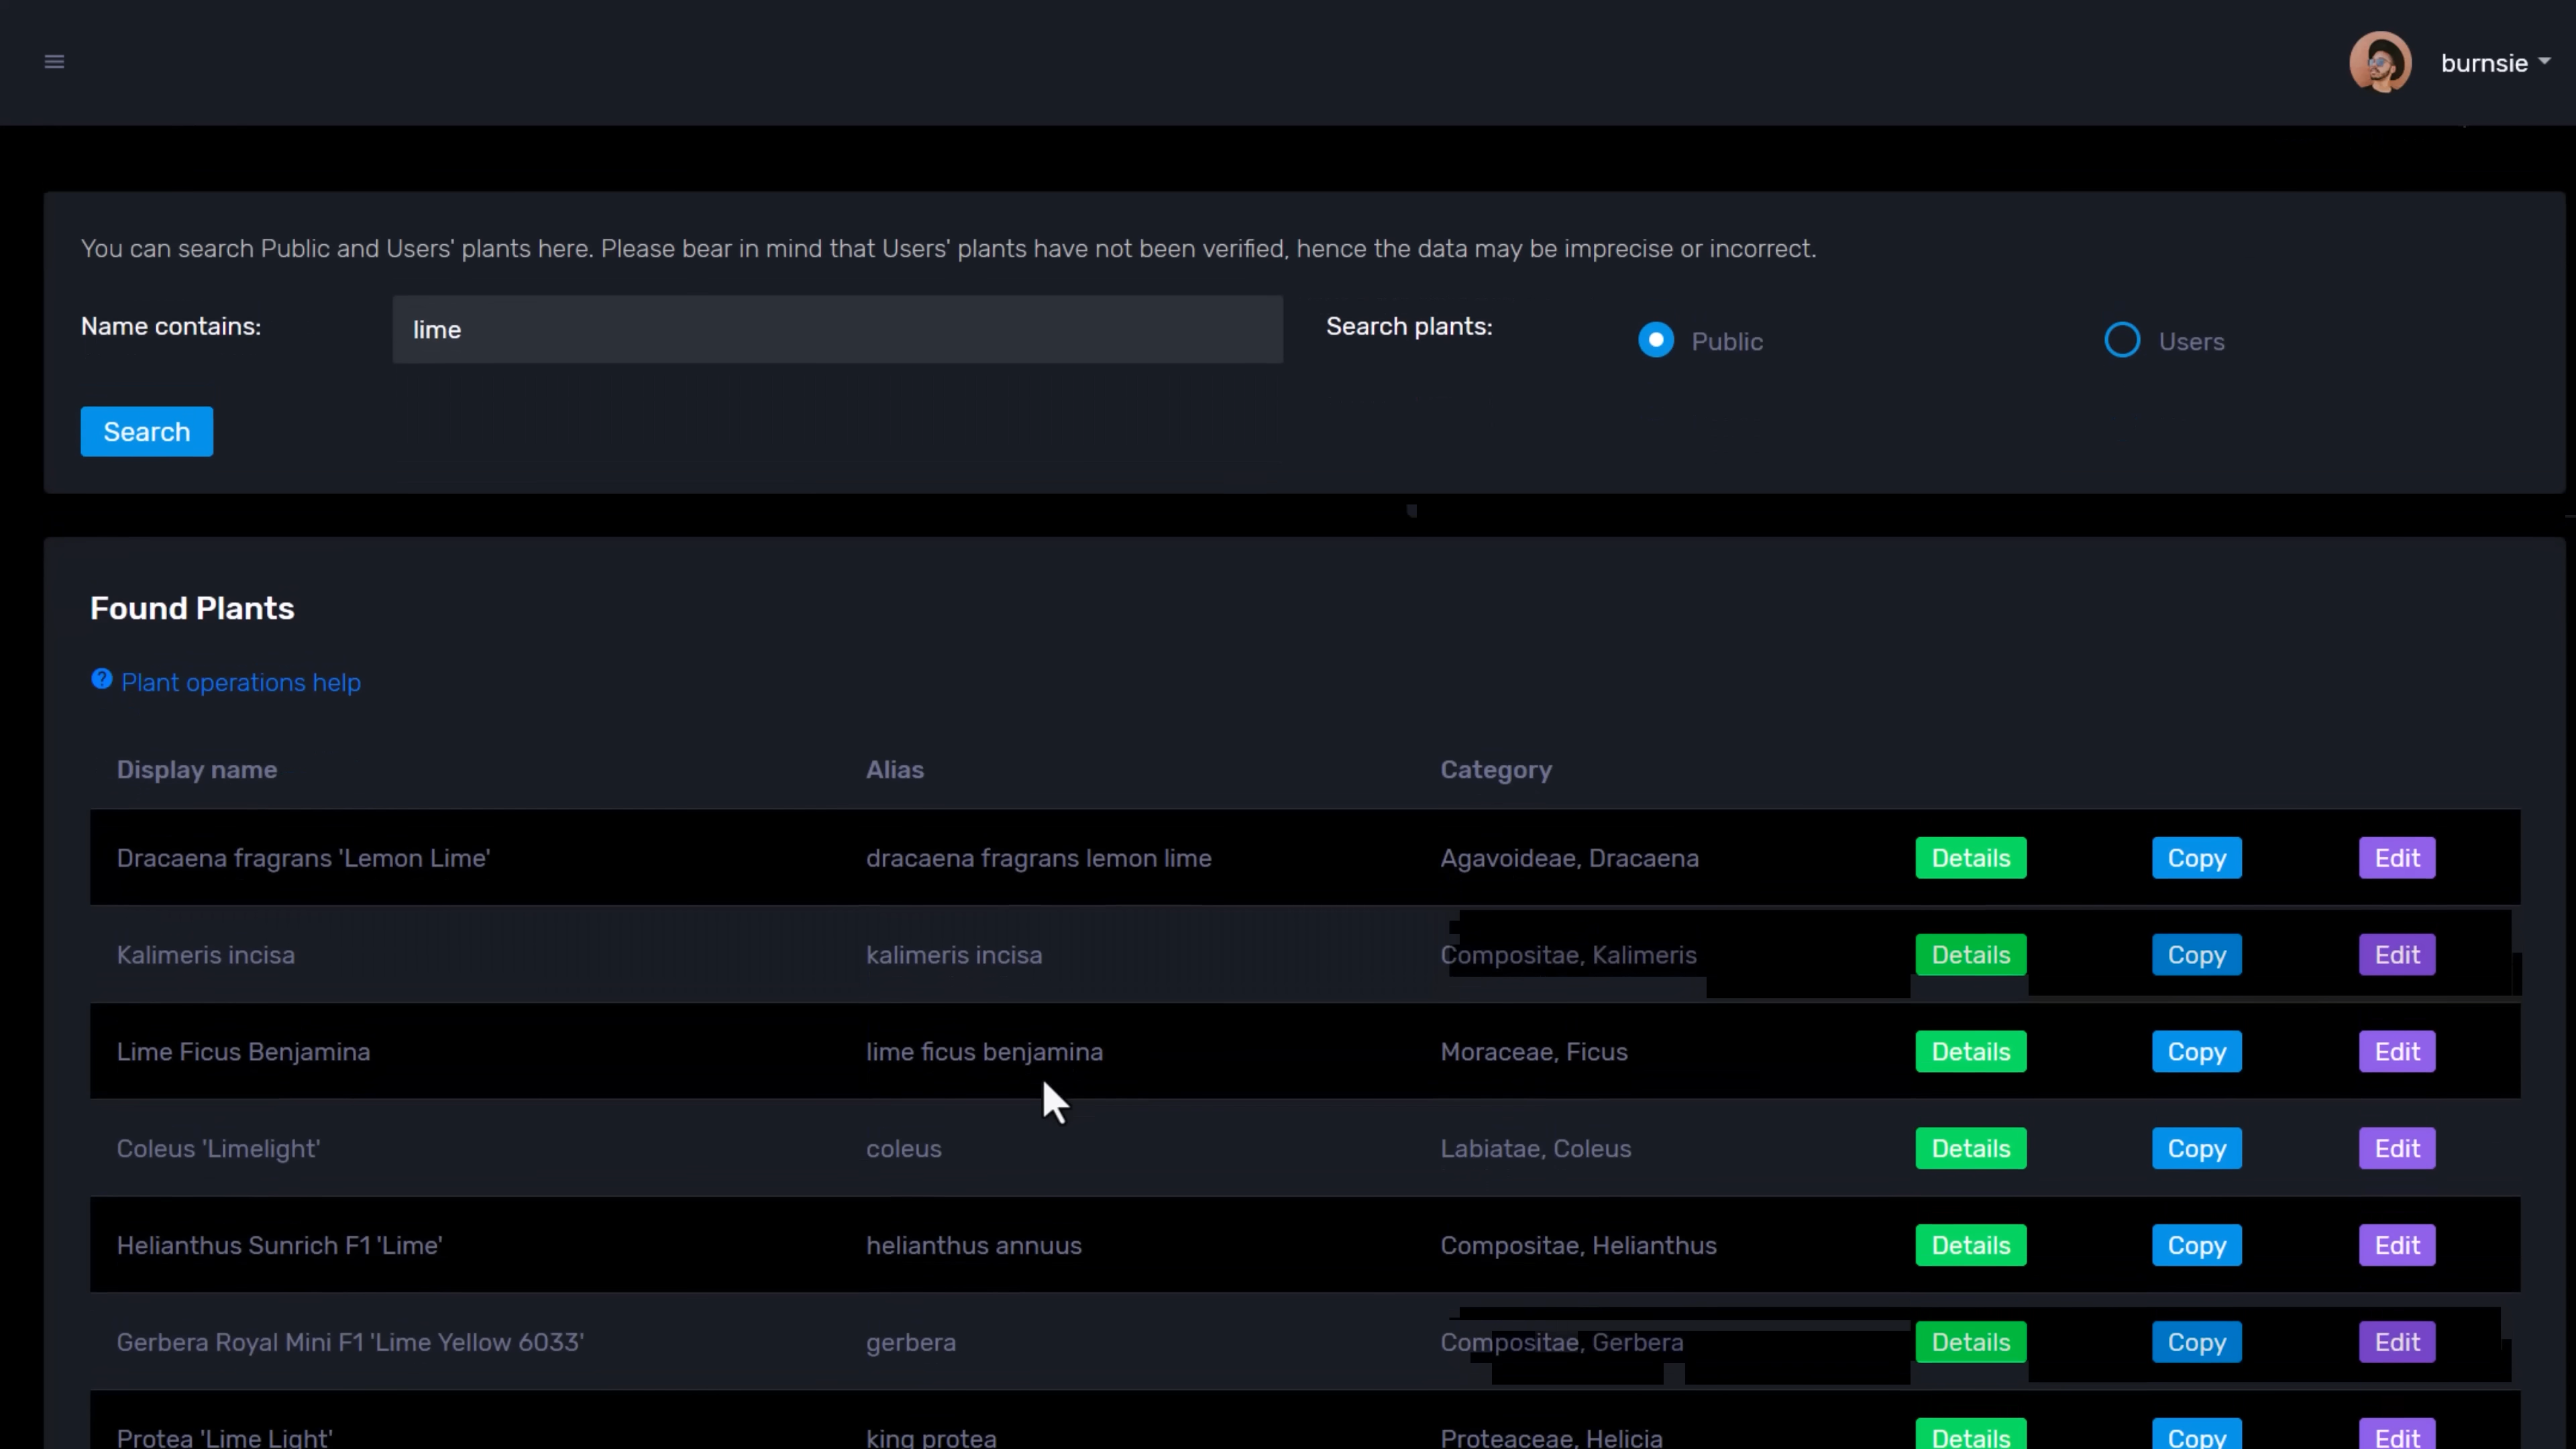 burnsie
You can search Public and Users' plants here. Please bear in mind that Users' plants have not been verified, hence the data may be imprecise or incorrect.
Name contains: lime Search plants: Public Users
Search
Found Plants
Plant operations help
Display name Alias Category
Dracaena fragrans 'Lemon Lime' dracaena fragrans lemon lime Agavoideae, Dracaena Details Copy Edit
Kalimeris incisa kalimeris incisa Compositae, Kalimeris Details Copy Edit
Lime Ficus Benjamina lime ficus benjamina Moraceae, Ficus Details Copy Edit
Coleus 'Limelight' coleus Labiatae, Coleus Details Copy Edit
Helianthus Sunrich F1 'Lime' helianthus annuus Compositae, Helianthus Details Copy Edit
Gerbera Royal Mini F1 'Lime Yellow 6033' gerbera Compositae, Gerbera Details Copy Edit
Protea 'Lime Light' king protea Proteaceae, Helicia Details Copy Edit